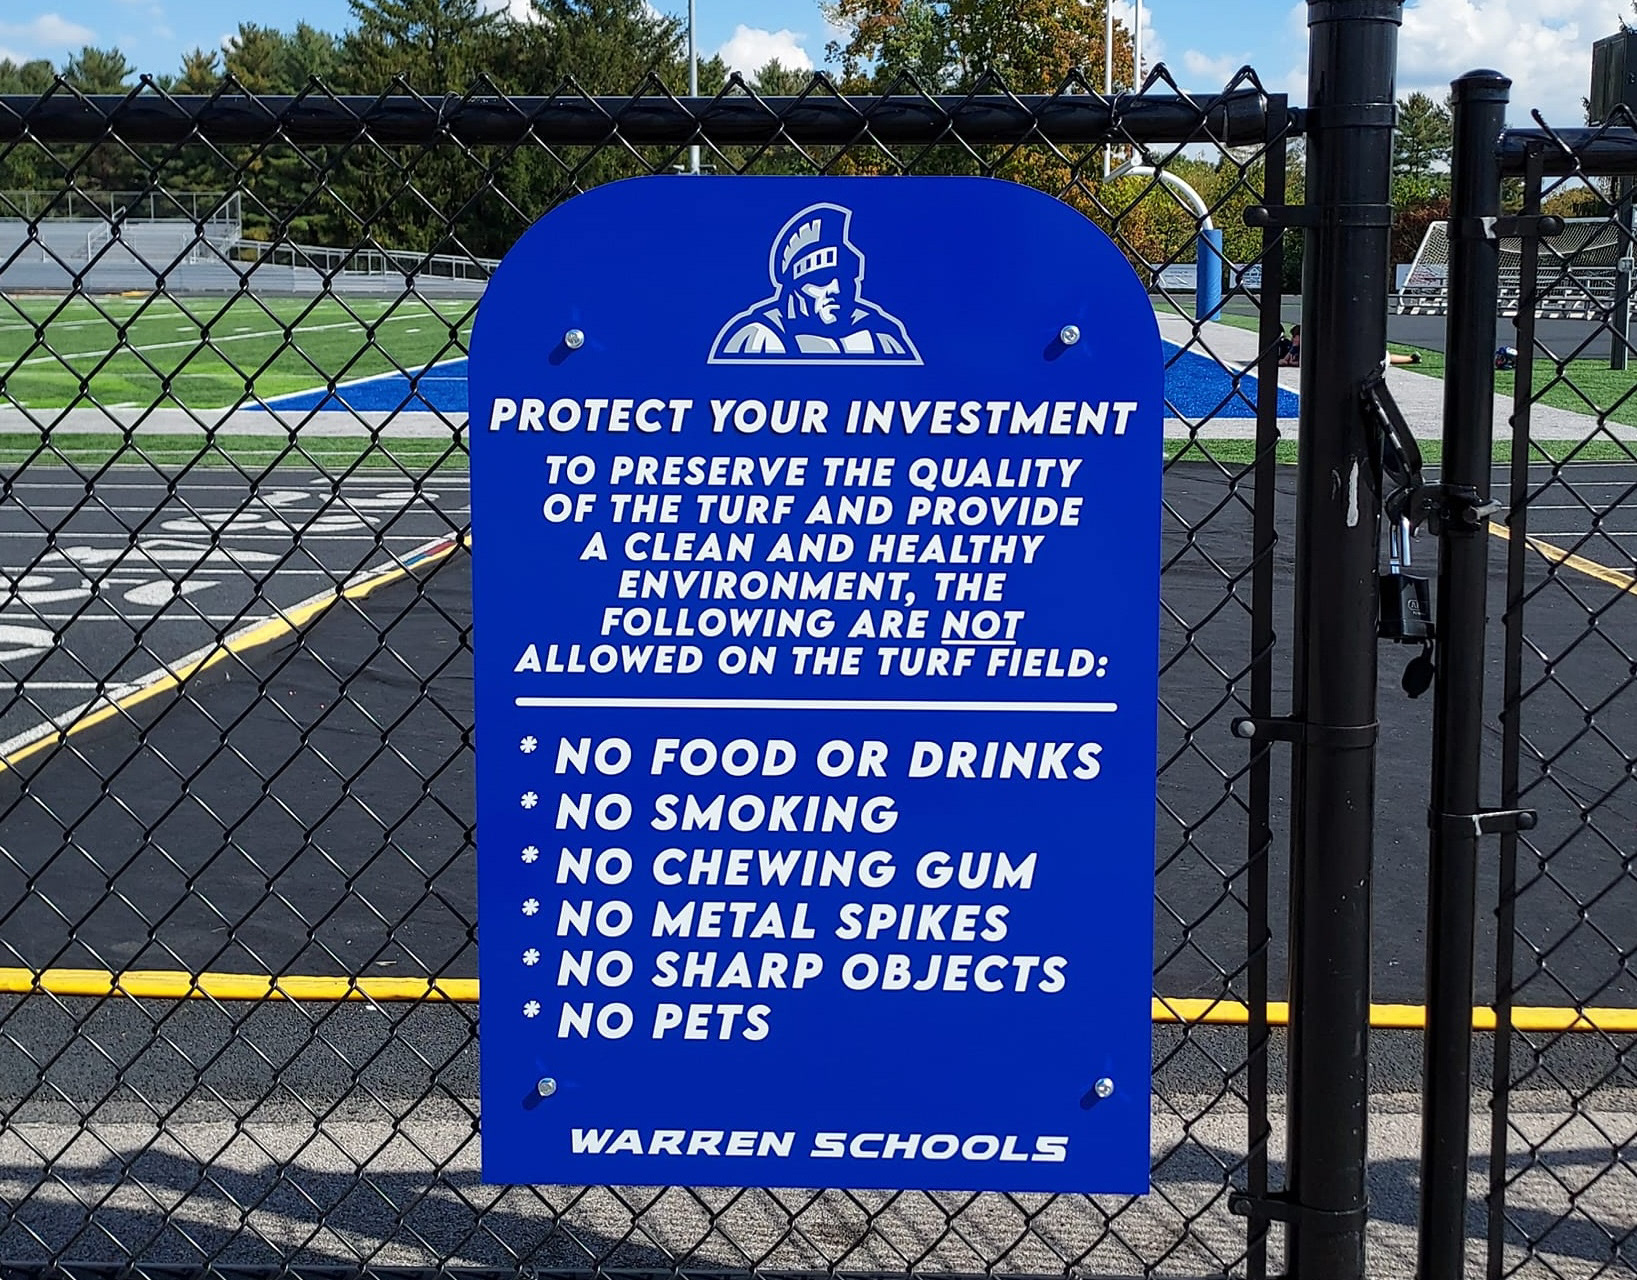 PROTECT YOUR INVESTMENT
TO PRESERVE THE QUALITY
OF THE TURF AND PROVIDE
A CLEAN AND HEALTHY
ENVIRONMENT, THE
FOLLOWING ARE NOT
ALLOWED ON THE TURF FIELD:
* NO FOOD OR DRINKS
* NO SMOKING
* NO CHEWING GUM
* NO METAL SPIKES
* NO SHARP OBJECTS
* NO PETS
WARREN SCHOOLS